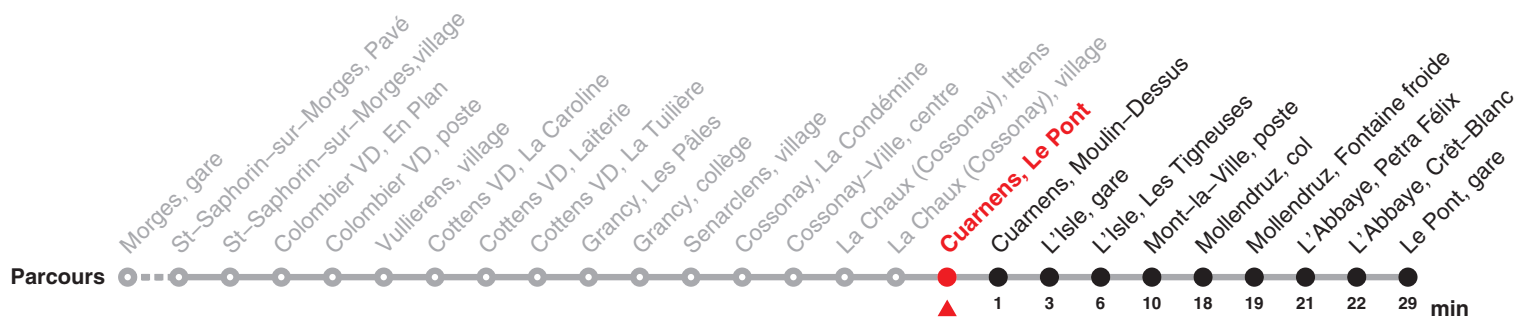 Parcours
Morges, gare
St–Saphorin–sur–Morges, Pavé
St–Saphorin–sur–Morges,village
Colombier VD, En Plan
Colombier VD, poste
Vullierens, village
Cottens VD, La Caroline
Cottens VD, Laiterie
Cottens VD, La Tuilière
Grancy, Les Pâles
Grancy, collège
Senarclens, village
Cossonay, La Condémine
Cossonay–Ville, centre
La Chaux (Cossonay), Ittens
La Chaux (Cossonay), village
Cuarnens, Le Pont
Cuarnens, Moulin–Dessus
L'Isle, gare
L'Isle, Les Tigneuses
Mont–la–Ville, poste
Mollendruz, col
Mollendruz, Fontaine froide
L'Abbaye, Petra Félix
L'Abbaye, Crêt–Blanc
Le Pont, gare
1 3 6 10 18 19 21 22 29 min